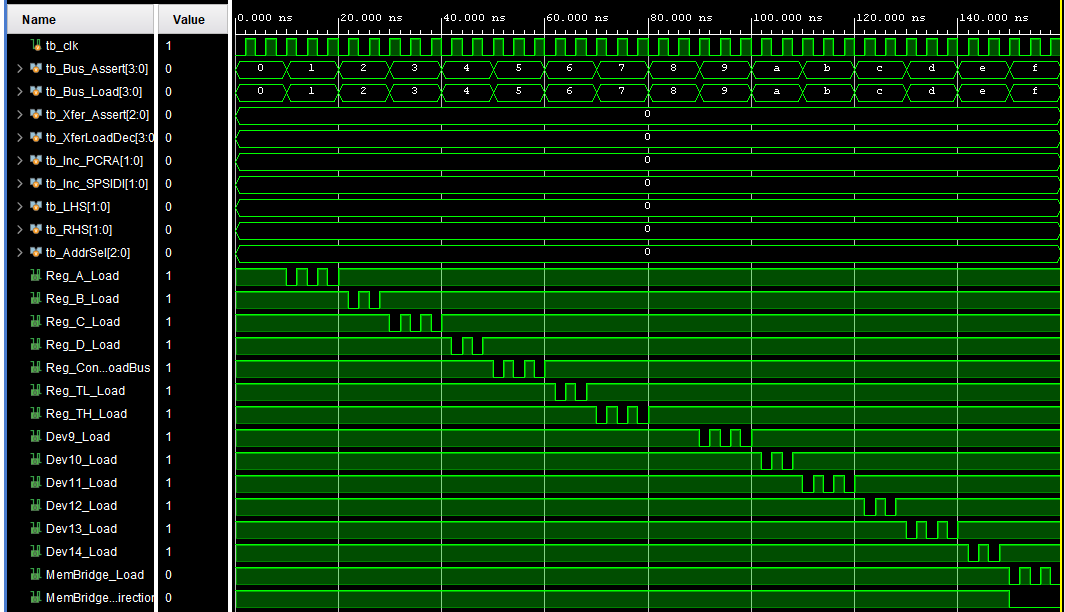 Name Value 0.000 ns 20.000 ns 40.000 ns 60.000 ns 80.000 ns 100.000 ns 120.000 ns 140.000 ns
tb_clk 1
tb_Bus_Assert[3:0] 0 0 1 2 3 4 5 6 7 8 9 a b c d e f
tb_Bus_Load[3:0] 0 0 1 2 3 4 5 6 7 8 9 a b c d e f
tb_Xfer_Assert[2:0] 0 0
tb_XferLoadDec[3:0 0 0
tb_Inc_PCRA[1:0] 0 0
tb_Inc_SPSIDI[1:0] 0 0
tb_LHS[1:0] 0 0
tb_RHS[1:0] 0 0
tb_AddrSel[2:0] 0 0
Reg_A_Load 1
Reg_B_Load 1
Reg_C_Load 1
Reg_D_Load 1
Reg_Con...oadBus 1
Reg_TL_Load 1
Reg_TH_Load 1
Dev9_Load 1
Dev10_Load 1
Dev11_Load 1
Dev12_Load 1
Dev13_Load 1
Dev14_Load 1
MemBridge_Load 0
MemBridge...irection 0